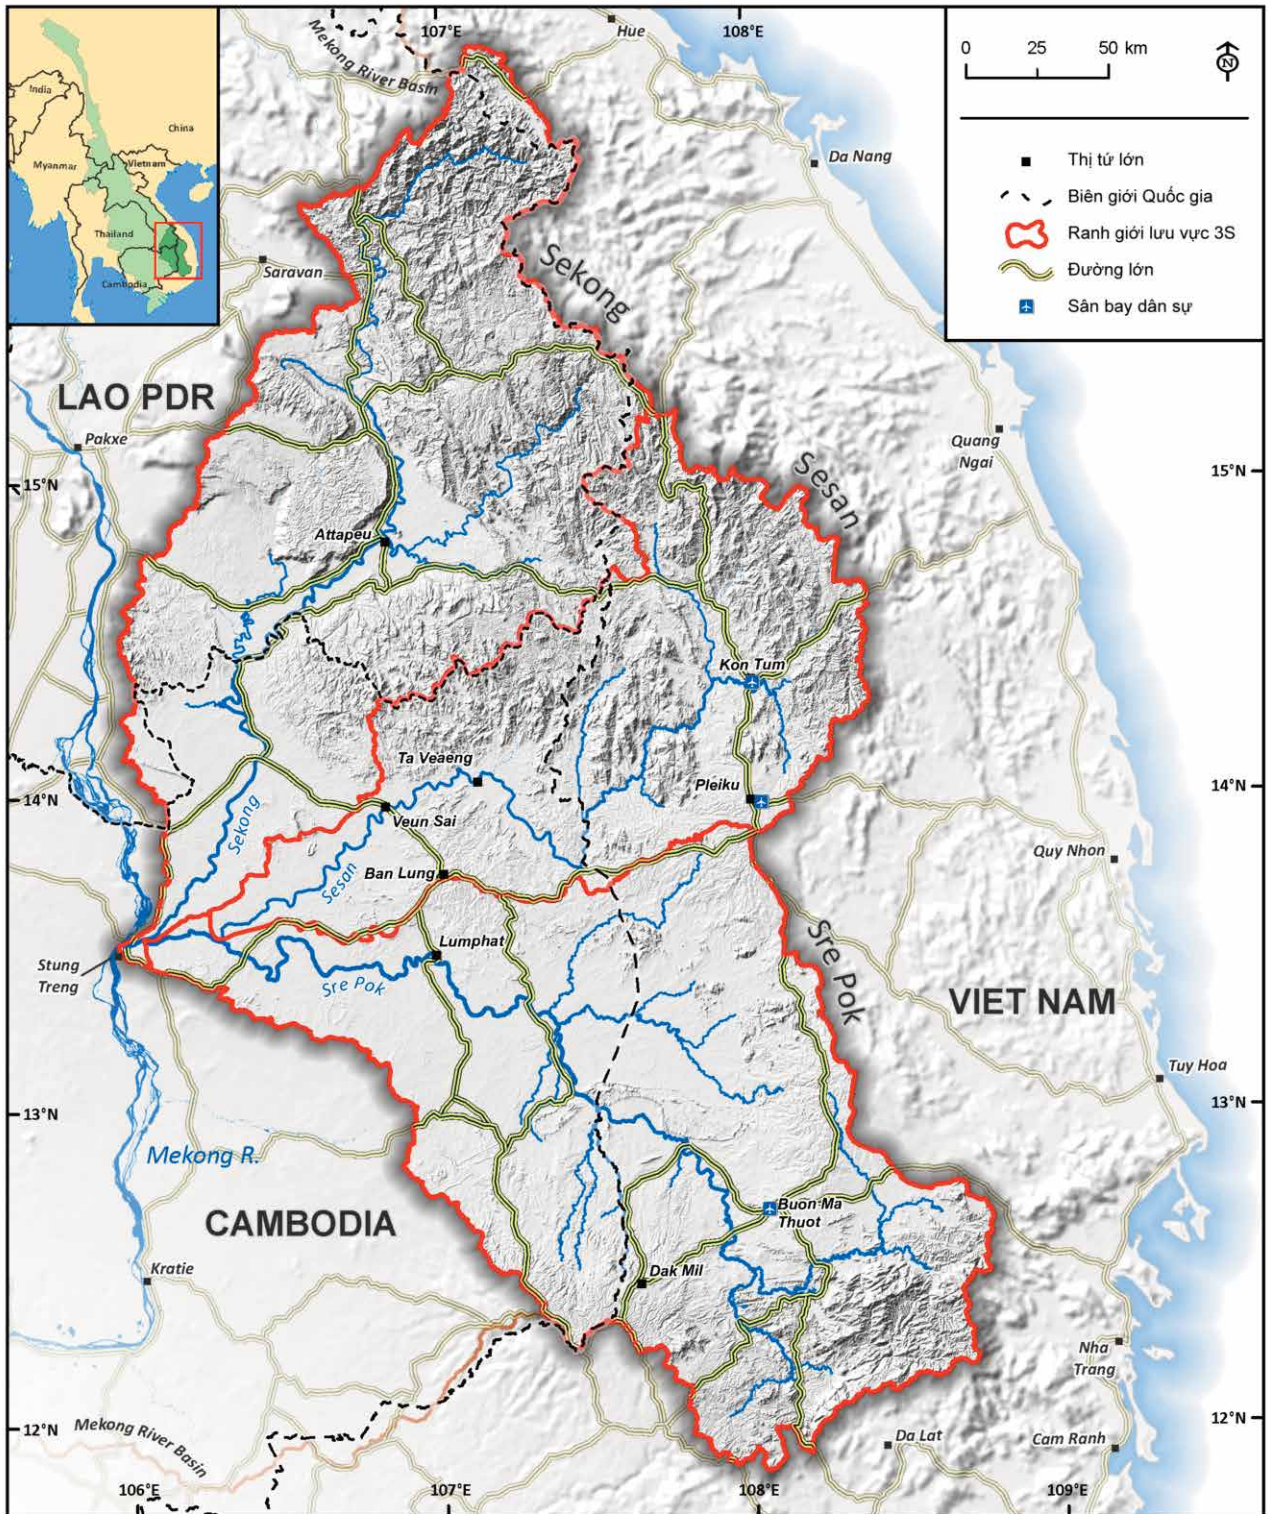 107°E
108°E
Hue
Mekong River Basin
0 25 50 km
N
India
China
Myanmar
Vietnam
Thailand
Cambodia
Da Nang
Thị tứ lớn
Biên giới Quốc gia
Ranh giới lưu vực 3S
Đường lớn
Sân bay dân sự
Saravan
Sekong
LAO PDR
Pakxe
Quang
Ngai
15°N
15°N
Sesan
Attapeu
Kon Tum
Ta Veaeng
Pleiku
14°N
14°N
Veun Sai
Sekong
Quy Nhon
Ban Lung
Sesan
Lumphat
Stung
Treng
Sre Pok
Sre Pok
VIET NAM
Tuy Hoa
13°N
13°N
Mekong R.
CAMBODIA
Buon Ma
Thuot
Kratie
Dak Mil
Nha
Trang
12°N
12°N
Mekong River Basin
Da Lat
Cam Ranh
106°E
107°E
108°E
109°E